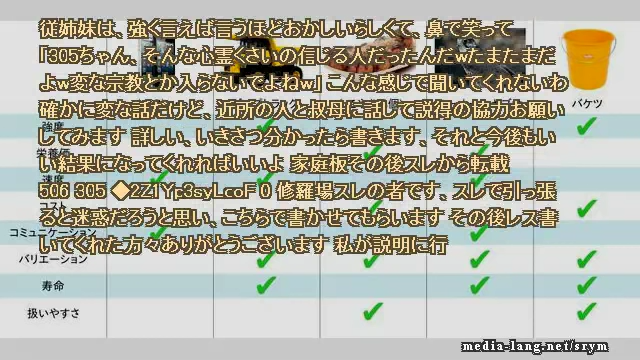 従姉妹は、強く言えば言うほどおかしいらしくて、鼻で笑って
「305ちゃん、そんな心霊くさいの信じる人だったんだwたまたまだ
よw変な宗教とか入らないでよねw」こんな感じで聞いてくれないわ
確かに変な話だけど、近所の人と叔母に話して説得の協力お願い
してみます 詳しい、いきさつ分かったら書きます、それと今後もい
い結果になってくれればいいよ 家庭板その後スレから転載
506 305 ◆2ZIYp3syLcoF 0 修羅場スレの者です、スレで引っ張
ると迷惑だろうと思い、こちらで書かせてもらいます その後レス書
いてくれた方々ありがとうございます 私が説明に行
バケツ
強度
栄養価
速度
コスト
コミュニケーション
バリエーション
寿命
扱いやすさ
media-lang.net/srym